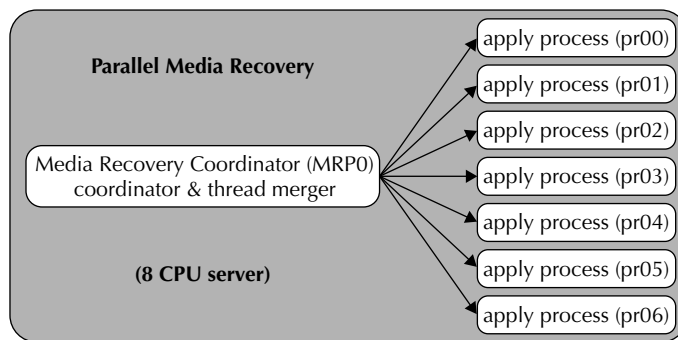 Parallel Media Recovery
Media Recovery Coordinator (MRP0)
coordinator & thread merger
(8 CPU server)
apply process (pr00)
apply process (pr01)
apply process (pr02)
apply process (pr03)
apply process (pr04)
apply process (pr05)
apply process (pr06)